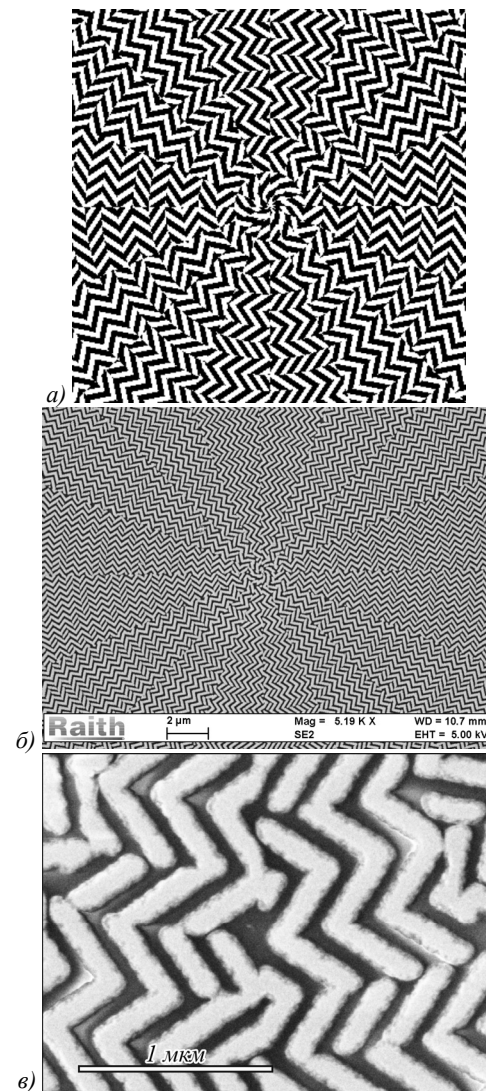 а)
Raith
2 µm
Mag = 5.19 K X
WD = 10.7 mm
SE2
EHT = 5.00 kV
б)
1 мкм
в)